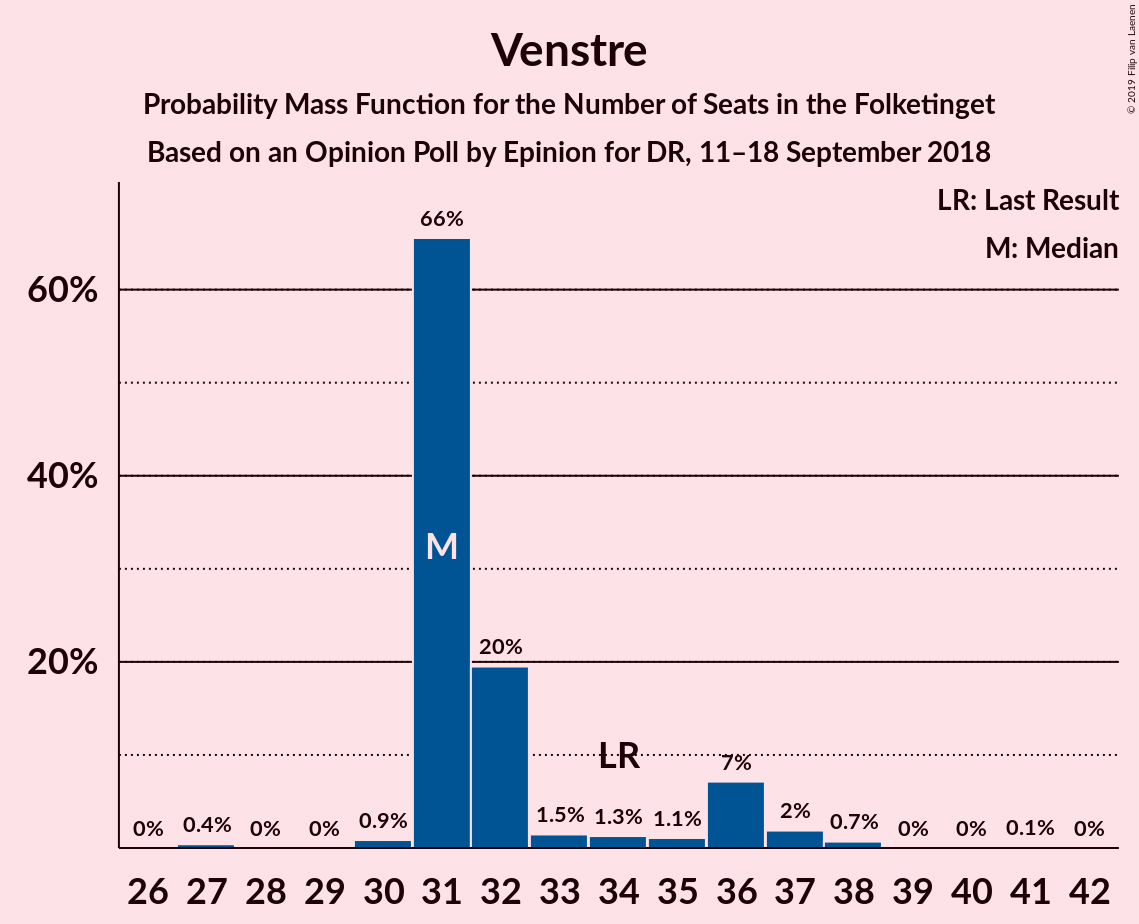 Venstre
Probability Mass Function for the Number of Seats in the Folketinget
Based on an Opinion Poll by Epinion for DR, 11–18 September 2018
© 2019 Filip van Laenen
LR: Last Result
M: Median
60%
40%
20%
0%
0.4%
0%
0%
0.9%
66%
M
20%
1.5%
LR
1.3%
1.1%
7%
2%
0.7%
0%
0%
0.1%
0%
26 27 28 29 30 31 32 33 34 35 36 37 38 39 40 41 42